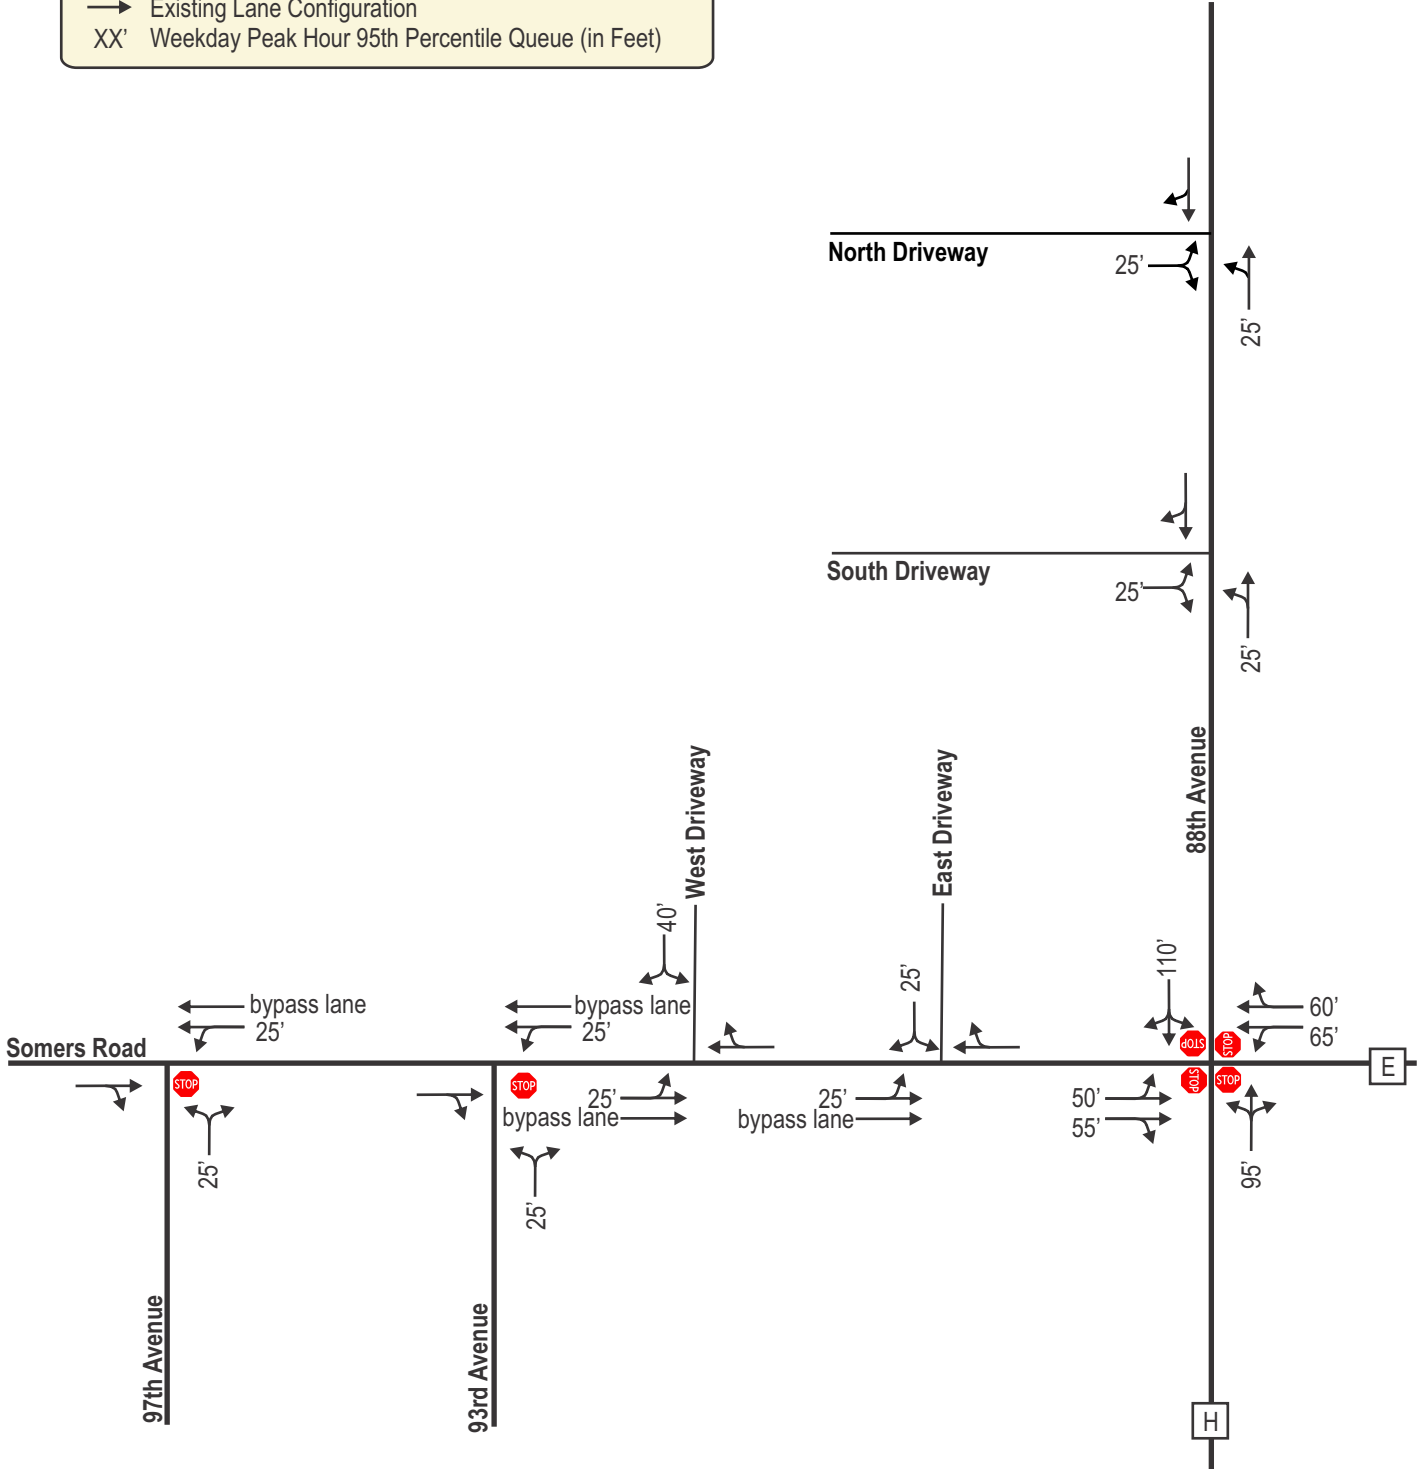 Existing Lane Configuration
XX' Weekday Peak Hour 95th Percentile Queue (in Feet)
North Driveway
25'
25'
South Driveway
25'
25'
88th Avenue
West Driveway
East Driveway
40'
25'
110'
bypass lane
25'
bypass lane
25'
60'
65'
Somers Road
STOP
STOP
STOP
STOP
STOP
STOP
E
25'
bypass lane
25'
bypass lane
50'
55'
25'
25'
95'
97th Avenue
93rd Avenue
H